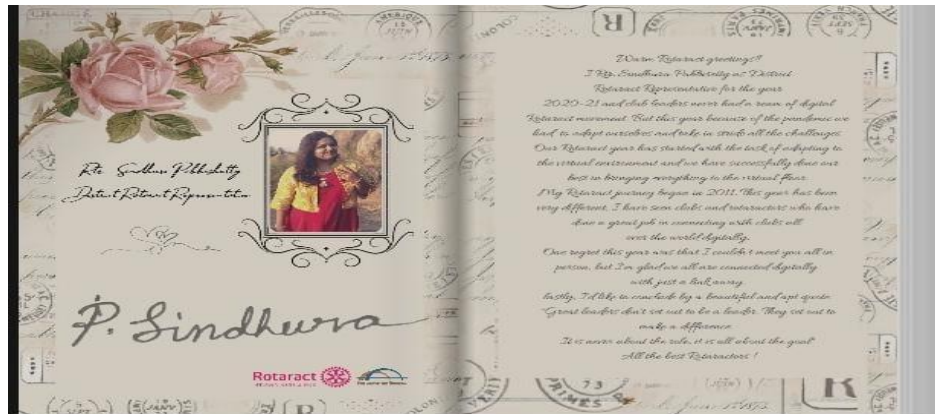 Rtr. Sindhura Pabbisetty
District Rotaract Representative
P. Sindhura
Rotaract
Warm Rotaract greetings!!
I Rtr. Sindhura Pabbisetty as District
Rotaract Representative for the year
2020-21 and club leaders never had a of digital
Rotaract movement. But this year because of the pandemic we
had to adapt ourselves and take in stride all the challenges.
Our Rotaract year has started with the task of adapting to
the virtual environment and we have successfully done our
best in bringing everything to the virtual floor.
My Rotaract journey began in 2011. This year has been
very different. I have seen clubs and rotaractors who have
done a great job in connecting with clubs all
over the world digitally.
One regret this year was that I couldn't meet you all in
person, but I'm glad we all are connected digitally
with just a link away.
lastly, I'd like to conclude by a beautiful and apt quote
"Great leaders don't set out to be a leader. They set out to
make a difference.
It is never about the role, it is all about the goal"
All the best Rotaractors !